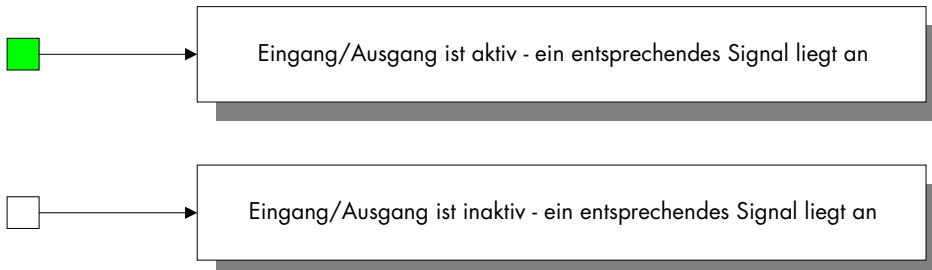 Eingang/Ausgang ist aktiv - ein entsprechendes Signal liegt an
Eingang/Ausgang ist inaktiv - ein entsprechendes Signal liegt an